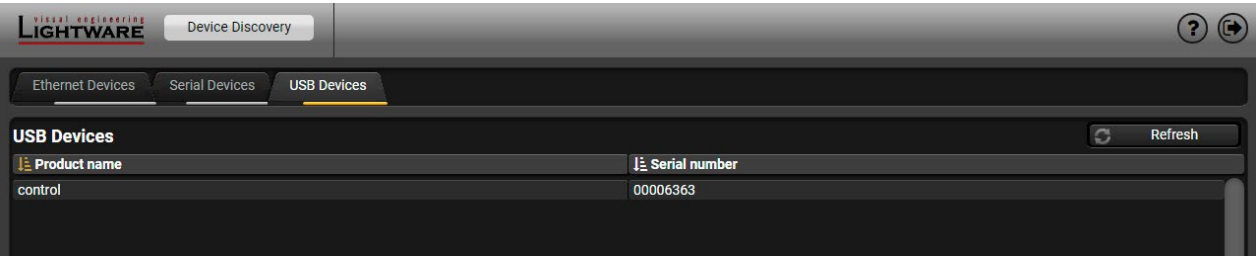 visual engineering
LIGHTWARE
Device Discovery
?
Ethernet Devices Serial Devices USB Devices
USB Devices
Refresh
Product name Serial number
control 00006363